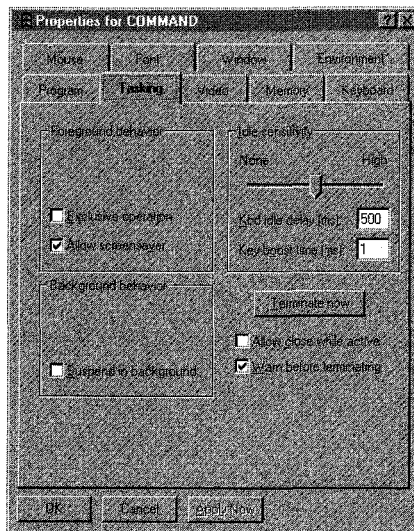 Properties for COMMAND
Mouse Font Window Environment
Program Tasking Video Memory Keyboard
Foreground behavior
Exclusive operation
Allow screensaver
Idle sensitivity
None High
Kbd idle delay [ms]: 500
Key boost time [ms]: 1
Background behavior
Suspend in background
Terminate now
Allow close while active
Warn before terminating
OK Cancel Apply Now